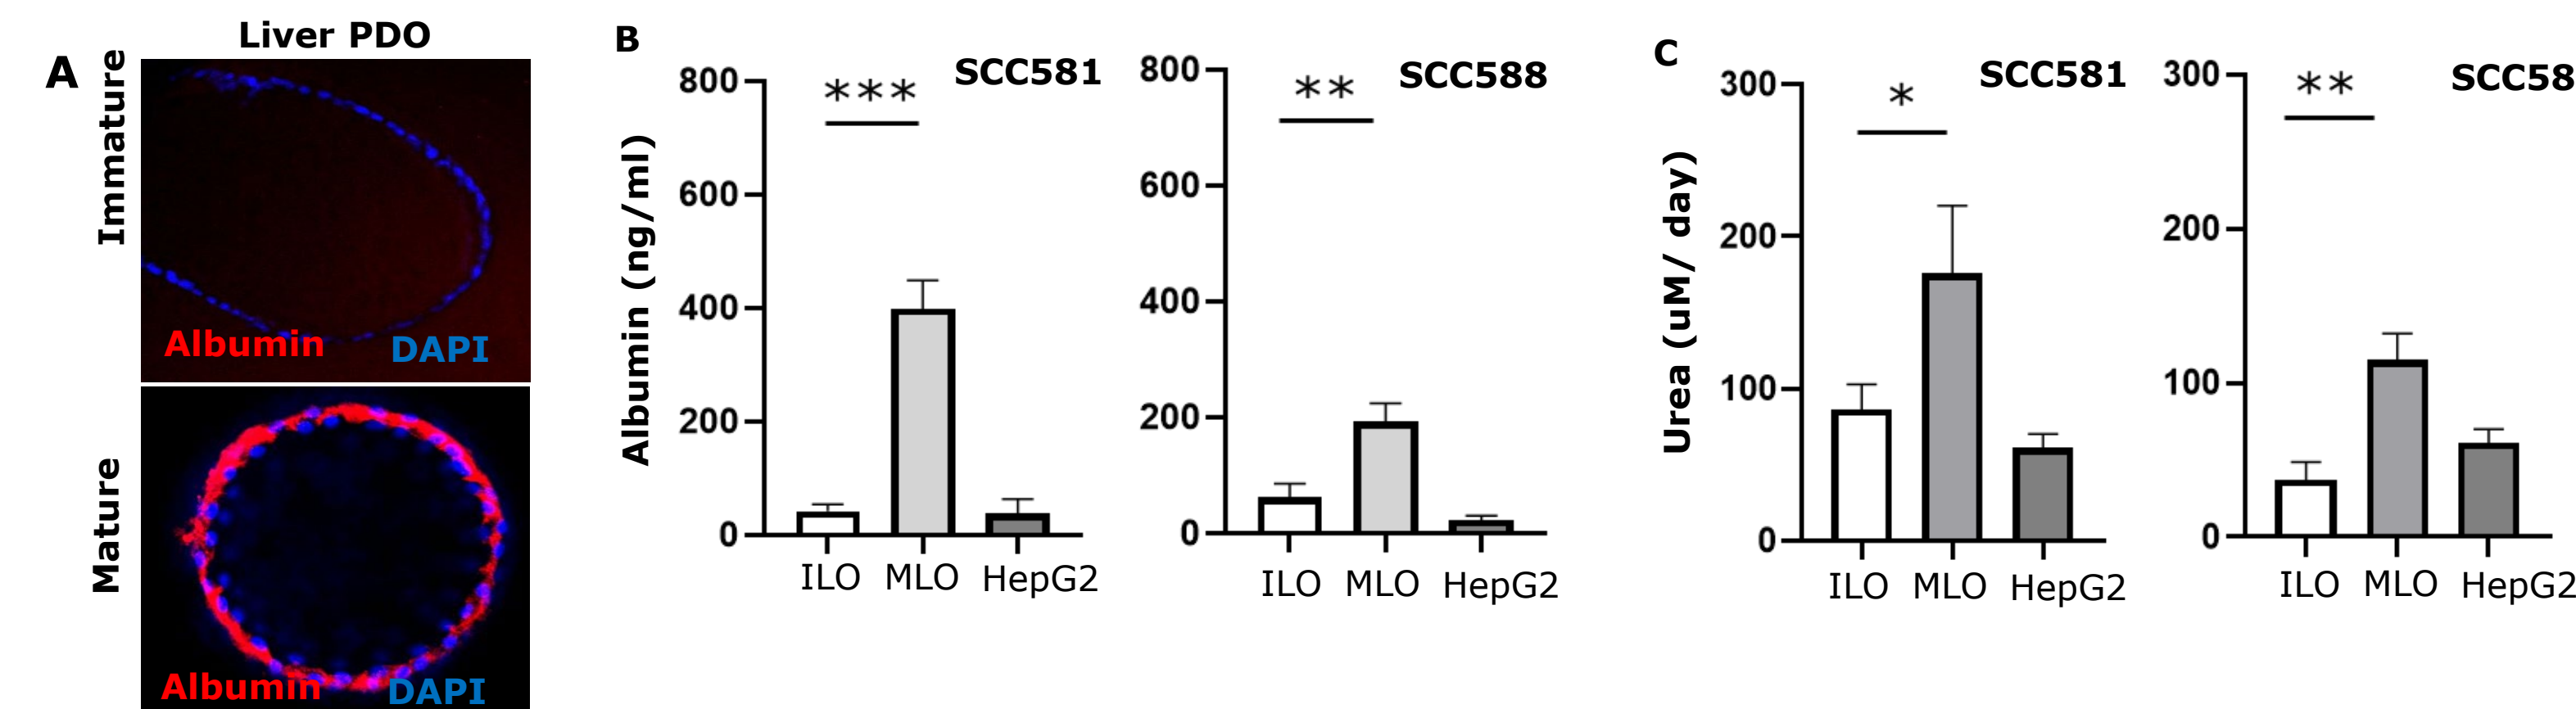 A
Liver PDO
Immature
Albumin DAPI
Mature
Albumin DAPI
B
Albumin (ng/ml)
SCC581
***
800
600
400
200
0
ILO MLO HepG2
SCC588
**
800
600
400
200
0
ILO MLO HepG2
C
Urea (uM/ day)
SCC581
*
300
200
100
0
ILO MLO HepG2
SCC58
**
300
200
100
0
ILO MLO HepG2